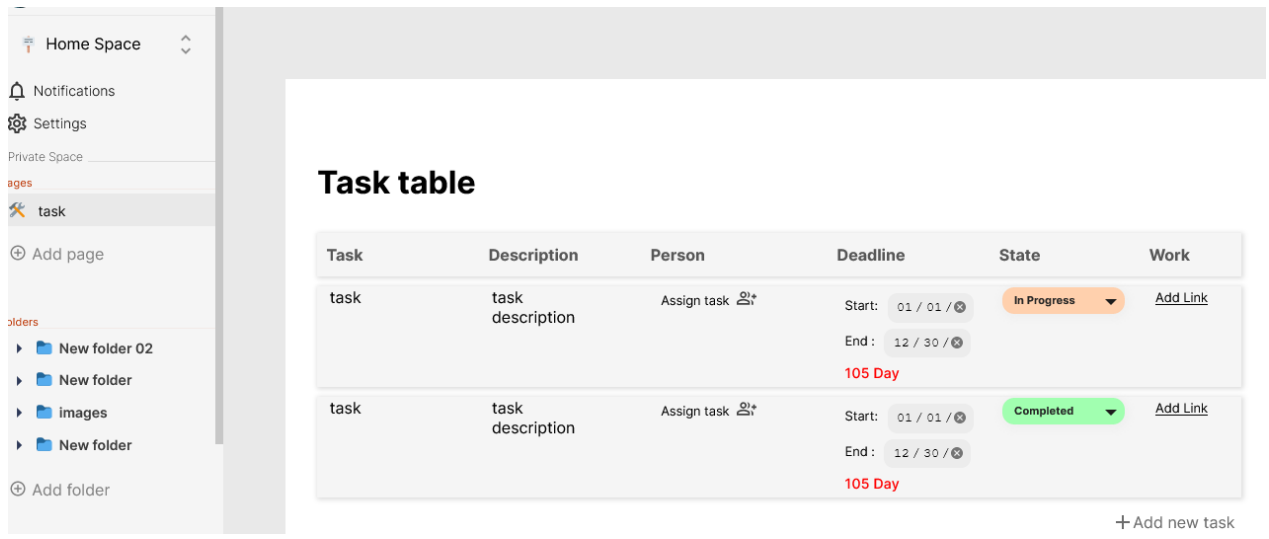 Home Space
Notifications
Settings
Private Space
ages
task
Add page
olders
New folder 02
New folder
images
New folder
Add folder
Task table
Task Description Person Deadline State Work
task task description Assign task Start: 01 / 01 / In Progress Add Link
End : 12 / 30 /
105 Day
task task description Assign task Start: 01 / 01 / Completed Add Link
End : 12 / 30 /
105 Day
Add new task